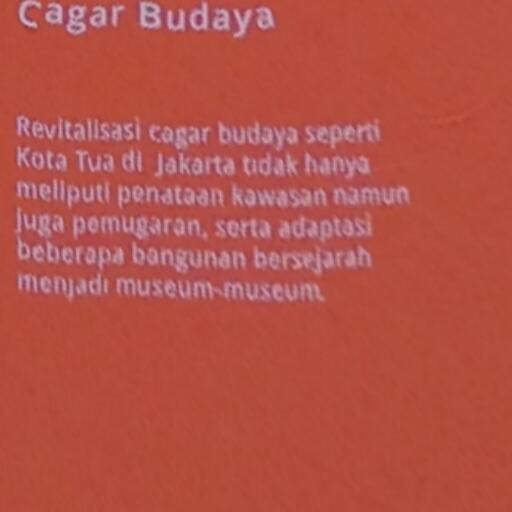 Cagar Budaya
Revitalisasi cagar budaya seperti
Kota Tua di Jakarta tidak hanya
meliputi penataan kawasan namun
juga pemugaran, serta adaptasi
beberapa bangunan bersejarah
menjadi museum-museum.